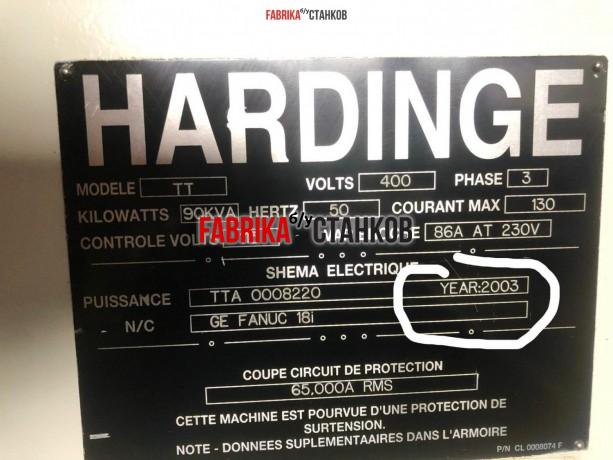 FABRIKA б/у СТАНКОВ
HARDINGE
MODELE TT VOLTS 400 PHASE 3
KILOWATTS 90KVA HERTZ 50 COURANT MAX 130
FABRIKA б/у СТАНКОВ
CONTROLE 86A AT 230V
SHEMA ELECTRIQUE
PUISSANCE TTA 0008220 YEAR:2003
N/C GE FANUC 18i
COUPE CIRCUIT DE PROTECTION
65,000A RMS
CETTE MACHINE EST POURVUE D'UNE PROTECTION DE
SURTENSION.
NOTE - DONNEES SUPLEMENTAAIRES DANS L'ARMOIRE
P/N CL 0008074 F